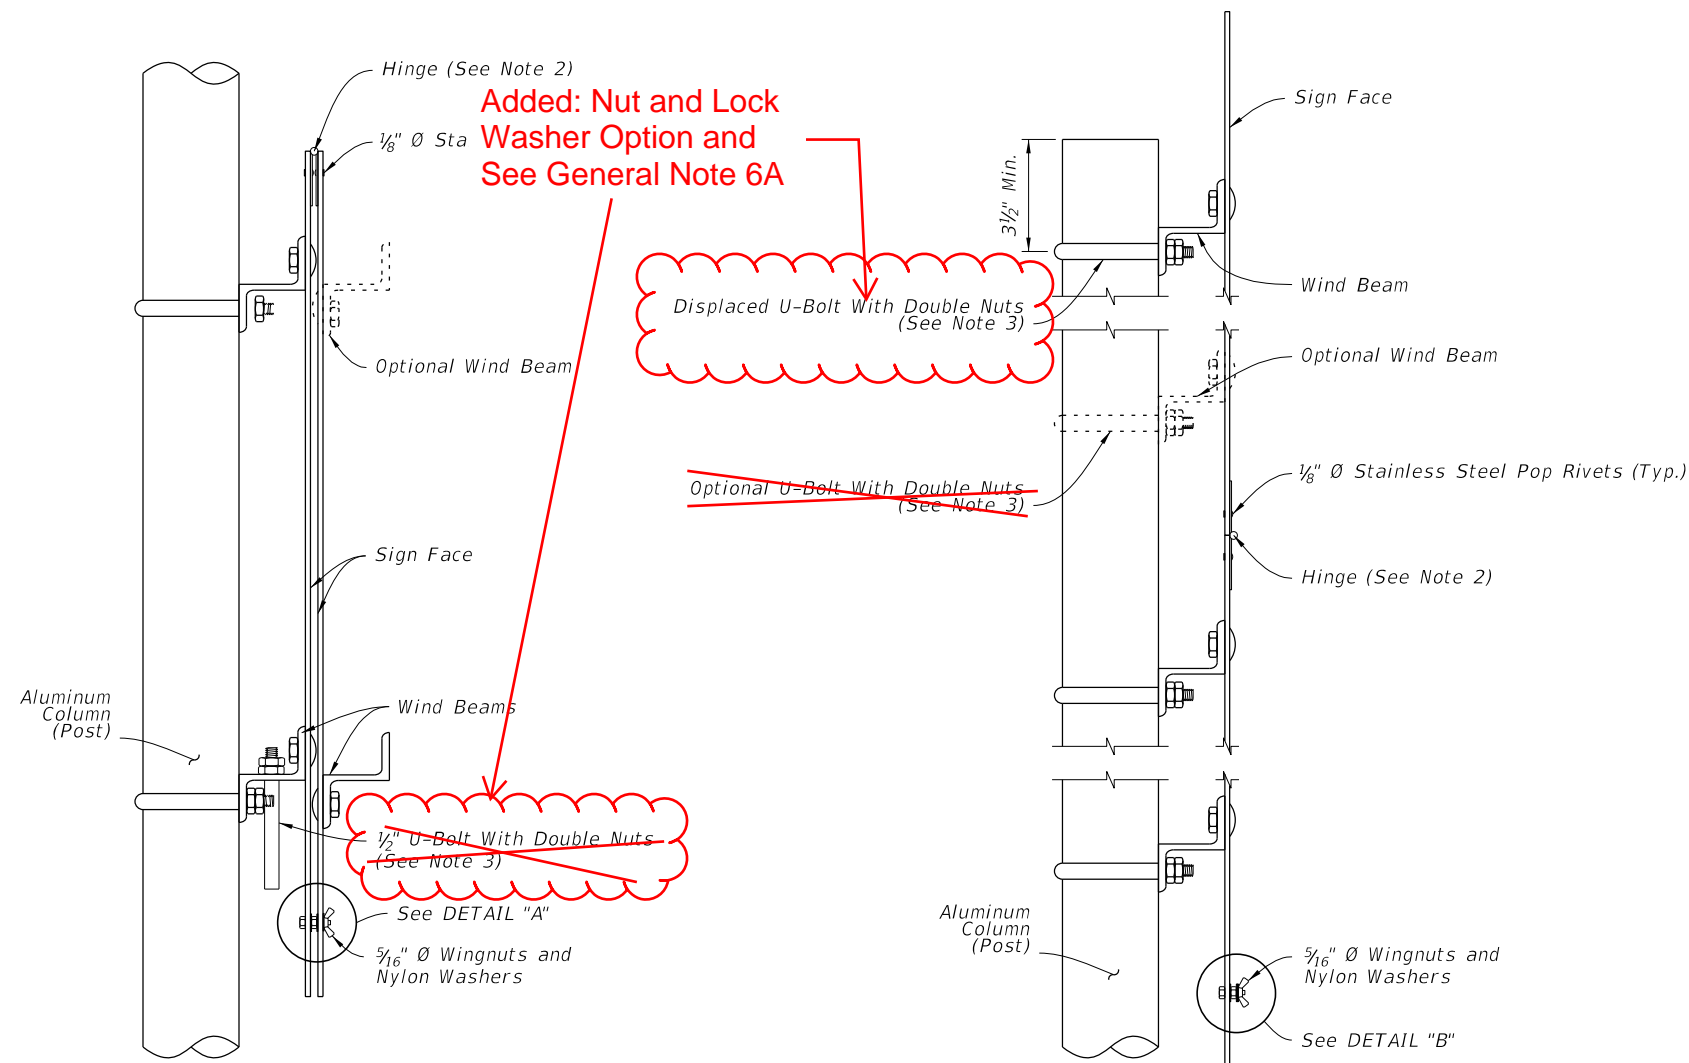 Hinge (See Note 2)
⅛" Ø Sta
Added: Nut and Lock
Washer Option and
See General Note 6A
Optional Wind Beam
Sign Face
Aluminum
Column
(Post)
Wind Beams
½" U-Bolt With Double Nuts
(See Note 3)
See DETAIL "A"
5/16" Ø Wingnuts and
Nylon Washers
Sign Face
3½" Min.
Wind Beam
Displaced U-Bolt With Double Nuts
(See Note 3)
Optional Wind Beam
Optional U-Bolt With Double Nuts
(See Note 3)
⅛" Ø Stainless Steel Pop Rivets (Typ.)
Hinge (See Note 2)
Aluminum
Column
(Post)
5/16" Ø Wingnuts and
Nylon Washers
See DETAIL "B"